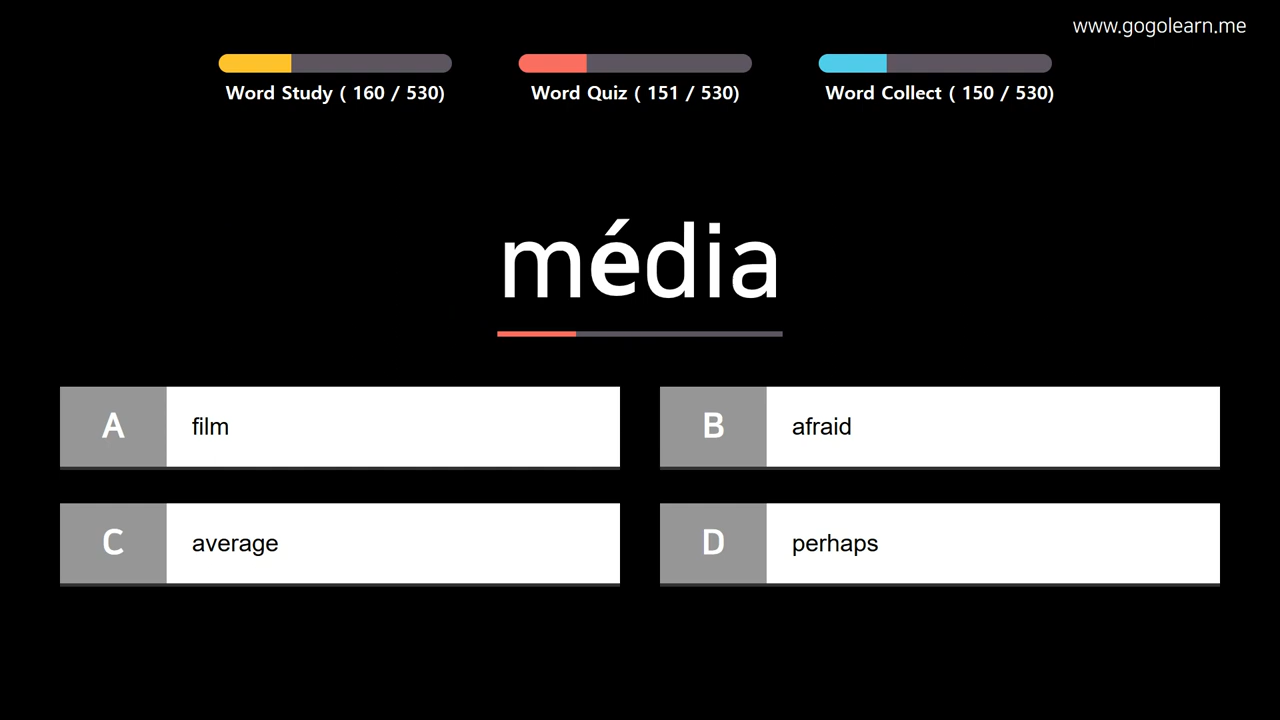 www.gogolearn.me
Word Study ( 160 / 530)
Word Quiz ( 151 / 530)
Word Collect ( 150 / 530)
média
A film
B afraid
C average
D perhaps